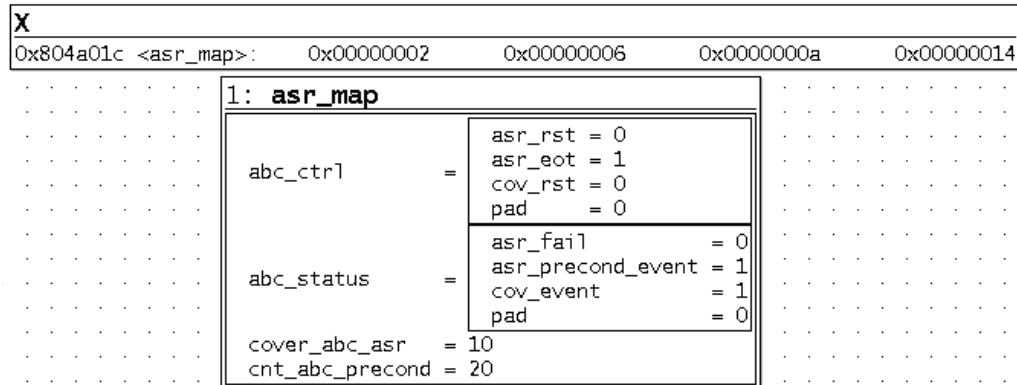 X
0x804a01c <asr_map>: 0x00000002 0x00000006 0x0000000a 0x00000014
1: asr_map
abc_ctrl =
asr_rst = 0
asr_eot = 1
cov_rst = 0
pad = 0
abc_status =
asr_fail = 0
asr_precond_event = 1
cov_event = 1
pad = 0
cover_abc_asr = 10
cnt_abc_precond = 20